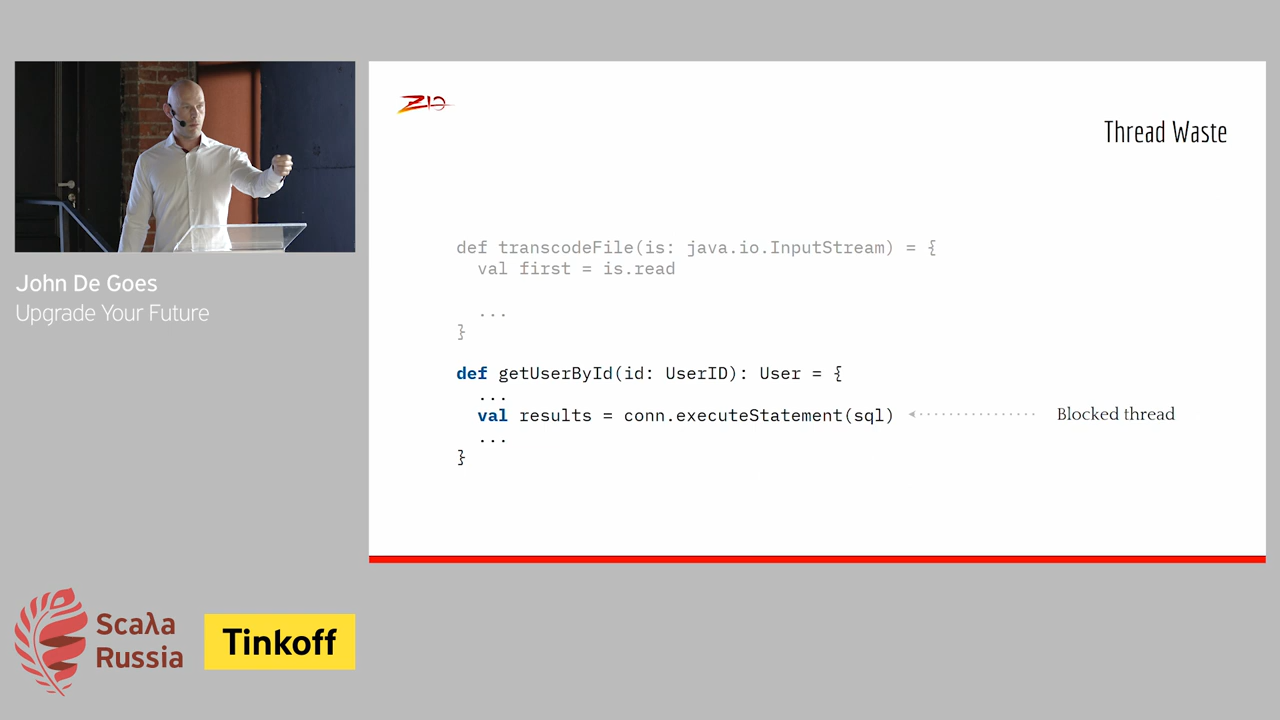 ZIO
Thread Waste
def transcodeFile(is: java.io.InputStream) = {
val first = is.read
...
}
def getUserById(id: UserID): User = {
...
val results = conn.executeStatement(sql)
Blocked thread
...
}
John De Goes
Upgrade Your Future
Scaλa
Russia
Tinkoff